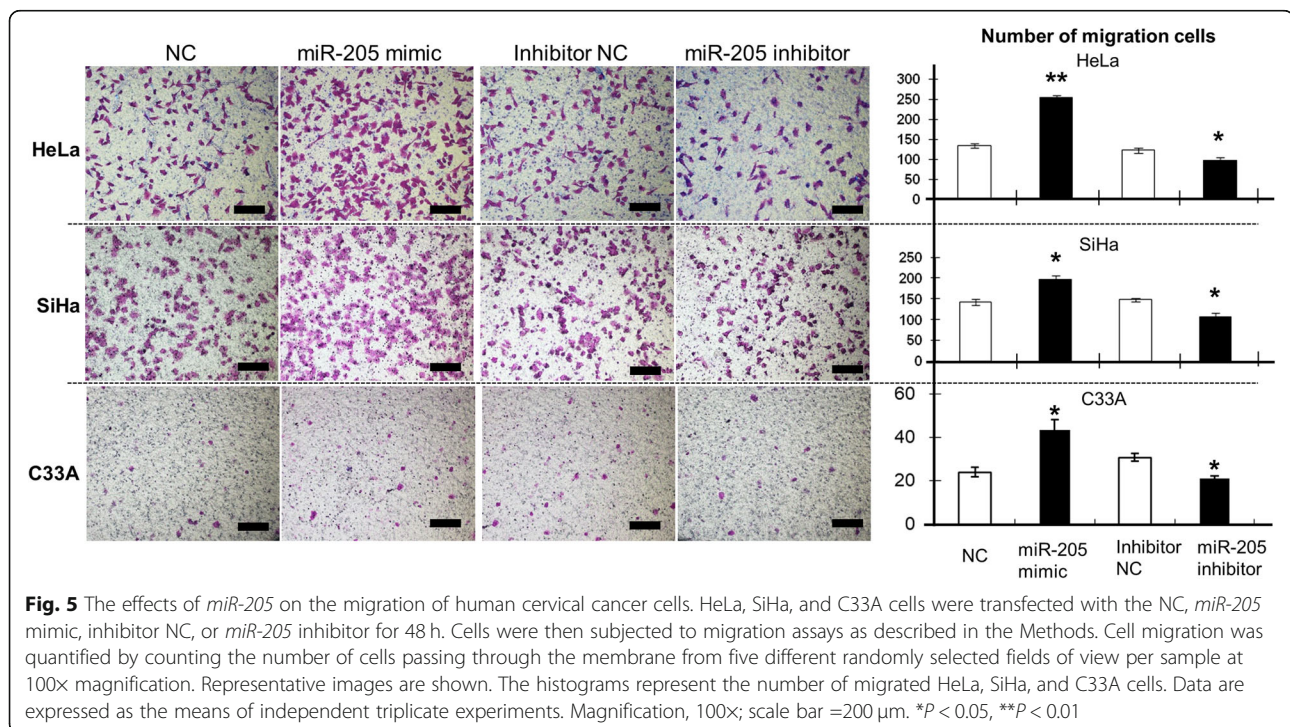 NC miR-205 mimic Inhibitor NC miR-205 inhibitor
HeLa
SiHa
C33A
Number of migration cells
HeLa
300
250
200
150
100
50
0
**
*
SiHa
250
200
150
100
50
0
*
*
C33A
60
40
20
0
*
*
NC miR-205 mimic Inhibitor NC miR-205 inhibitor
Fig. 5 The effects of miR-205 on the migration of human cervical cancer cells. HeLa, SiHa, and C33A cells were transfected with the NC, miR-205
mimic, inhibitor NC, or miR-205 inhibitor for 48 h. Cells were then subjected to migration assays as described in the Methods. Cell migration was
quantified by counting the number of cells passing through the membrane from five different randomly selected fields of view per sample at
100× magnification. Representative images are shown. The histograms represent the number of migrated HeLa, SiHa, and C33A cells. Data are
expressed as the means of independent triplicate experiments. Magnification, 100×; scale bar =200 μm. *P < 0.05, **P < 0.01